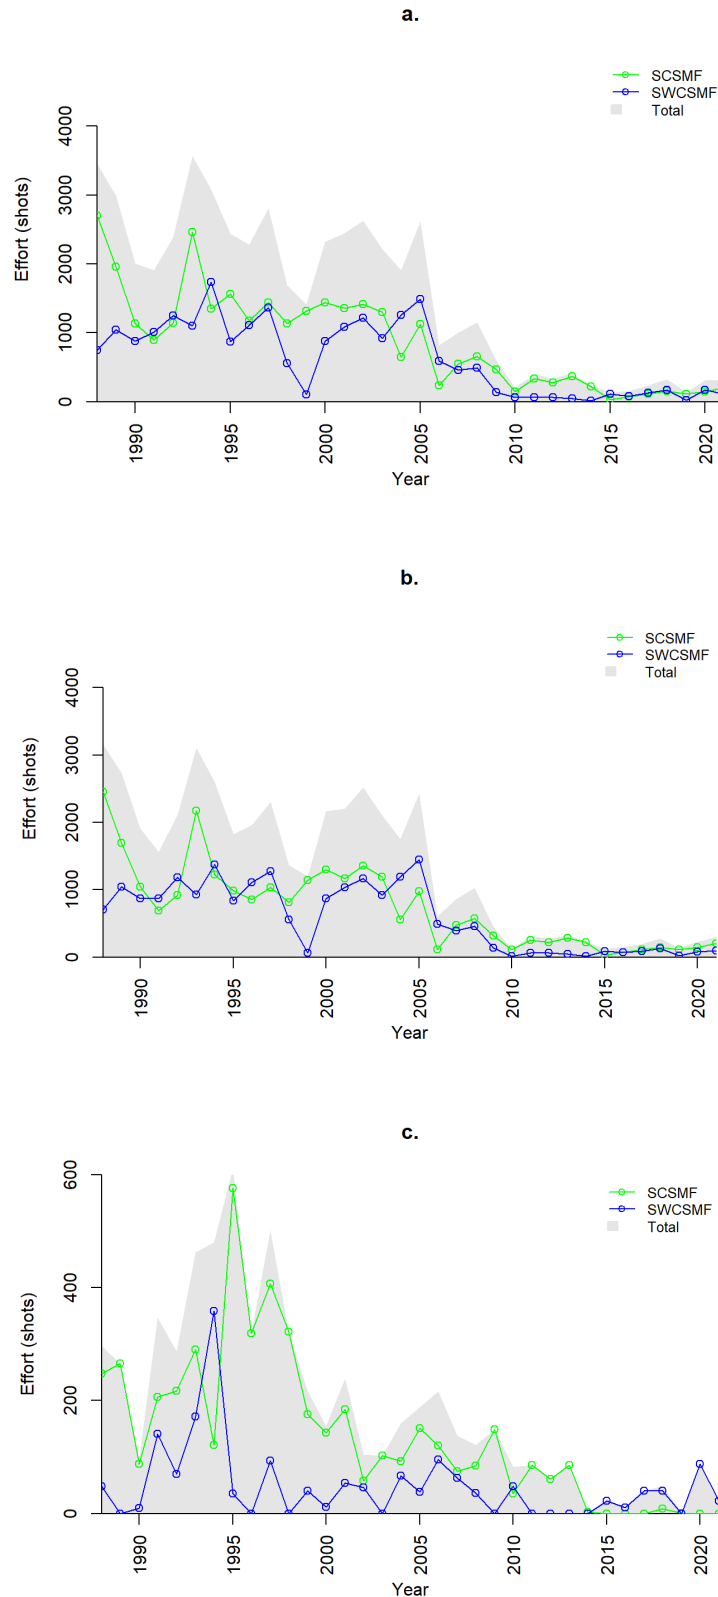 a.
SCSMF
SWCSMF
Total
4000
3000
2000
1000
0
Effort (shots)
1990 1995 2000 2005 2010 2015 2020
Year
b.
SCSMF
SWCSMF
Total
4000
3000
2000
1000
0
Effort (shots)
1990 1995 2000 2005 2010 2015 2020
Year
c.
SCSMF
SWCSMF
Total
600
400
200
0
Effort (shots)
1990 1995 2000 2005 2010 2015 2020
Year